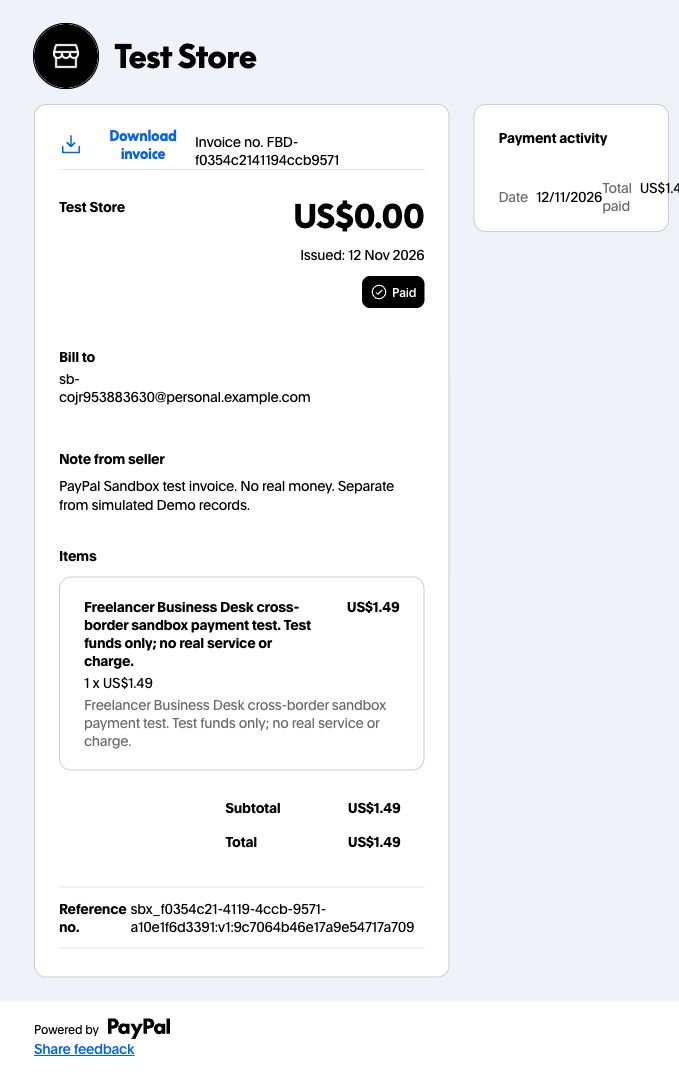 Test Store
Download
invoice
Invoice no. FBD-
f0354c2141194ccb9571
Test Store
US$0.00
Issued: 12 Nov 2026
Paid
Bill to
sb-
cojr953883630@personal.example.com
Note from seller
PayPal Sandbox test invoice. No real money. Separate
from simulated Demo records.
Items
Freelancer Business Desk cross-
border sandbox payment test. Test
funds only; no real service or
charge.
US$1.49
1 x US$1.49
Freelancer Business Desk cross-border sandbox
payment test. Test funds only; no real service or
charge.
Subtotal US$1.49
Total US$1.49
Reference
no.
sbx_f0354c21-4119-4ccb-9571-
a10e1f6d3391:v1:9c7064b46e17a9e54717a709
Payment activity
Date 12/11/2026
Total
paid
US$1.4
Powered by PayPal
Share feedback